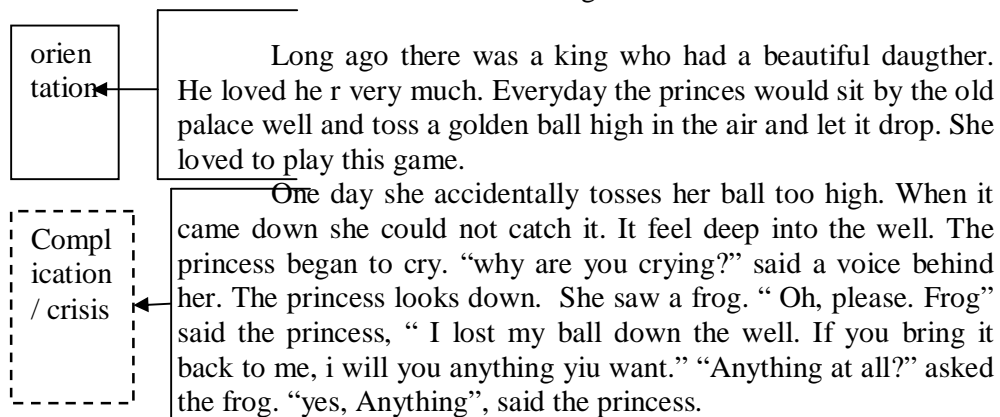 orien
tation
Long ago there was a king who had a beautiful daugther.
He loved he r very much. Everyday the princes would sit by the old
palace well and toss a golden ball high in the air and let it drop. She
loved to play this game.
Compl
ication
/ crisis
One day she accidentally tosses her ball too high. When it
came down she could not catch it. It feel deep into the well. The
princess began to cry. “why are you crying?” said a voice behind
her. The princess looks down. She saw a frog. “ Oh, please. Frog”
said the princess, “ I lost my ball down the well. If you bring it
back to me, i will you anything yiu want.” “Anything at all?” asked
the frog. “yes, Anything”, said the princess.